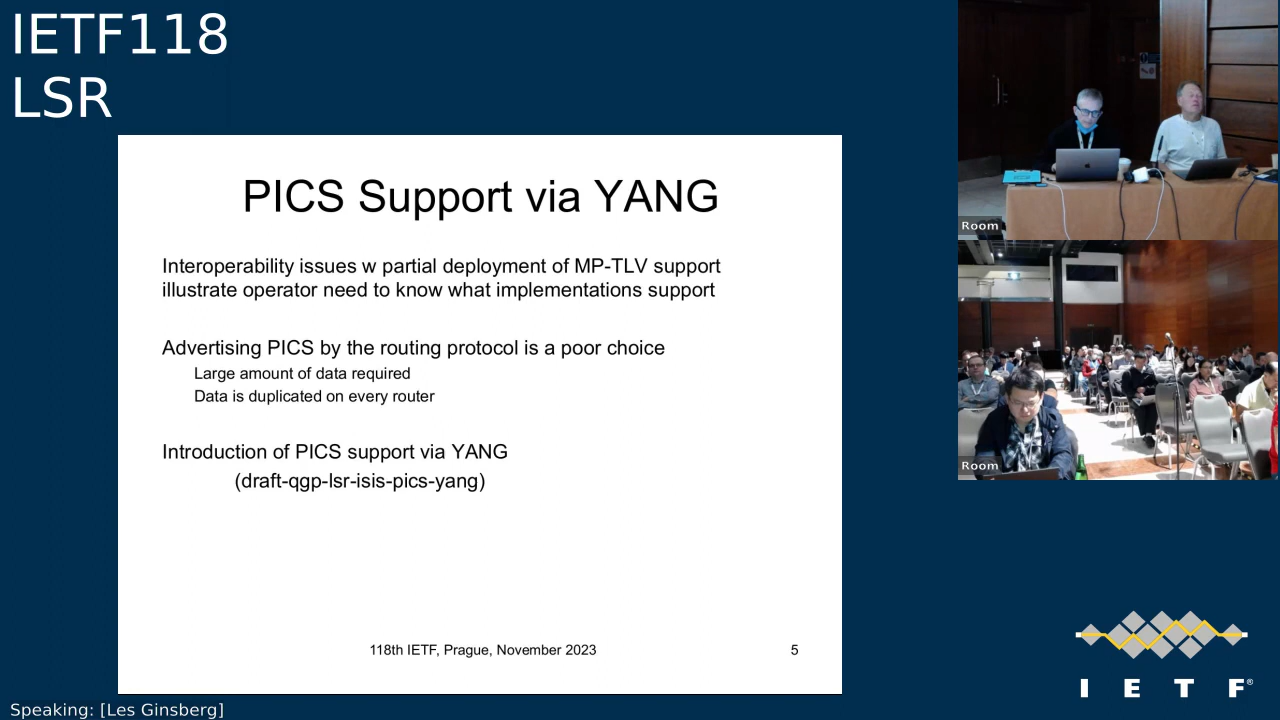 IETF118
LSR
PICS Support via YANG
Interoperability issues w partial deployment of MP-TLV support
illustrate operator need to know what implementations support
Advertising PICS by the routing protocol is a poor choice
Large amount of data required
Data is duplicated on every router
Introduction of PICS support via YANG
(draft-qgp-lsr-isis-pics-yang)
118th IETF, Prague, November 2023
5
Room
Room
I E T F®
Speaking: [Les Ginsberg]